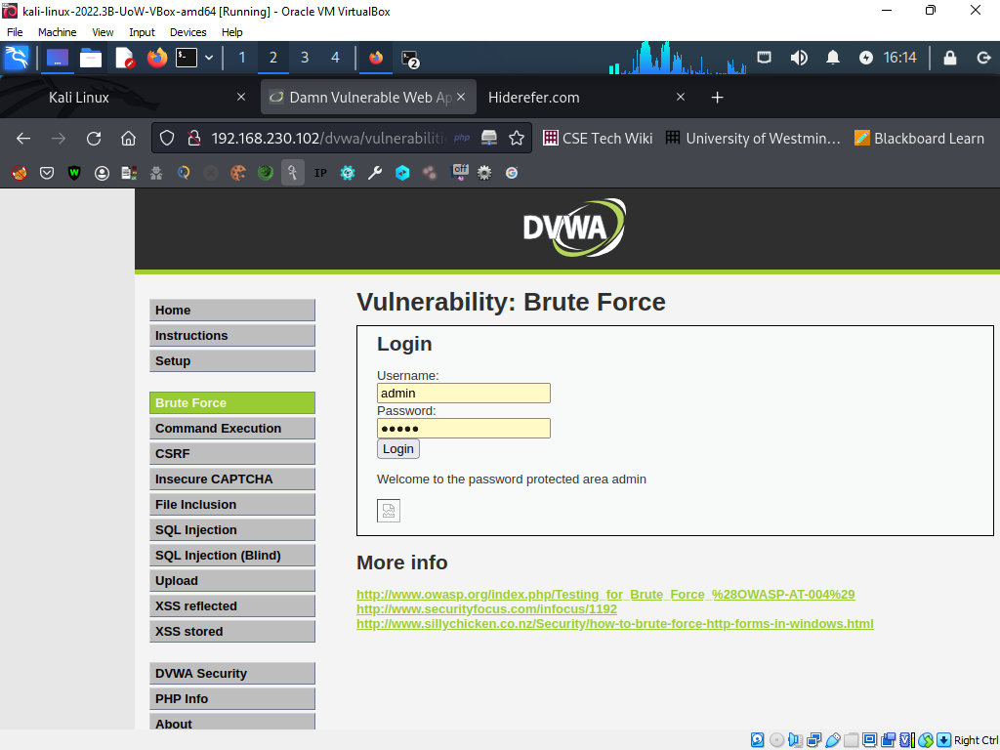 kali-linux-2022.3B-UoW-VBox-amd64 [Running] - Oracle VM VirtualBox
File Machine View Input Devices Help
1 2 3 4 2 16:14
Kali Linux Damn Vulnerable Web Ap Hiderefer.com
192.168.230.102/dvwa/vulnerabiliti php CSE Tech Wiki University of Westmin… Blackboard Learn
IP off
DVWA
Vulnerability: Brute Force
Home
Instructions
Setup
Brute Force
Command Execution
CSRF
Insecure CAPTCHA
File Inclusion
SQL Injection
SQL Injection (Blind)
Upload
XSS reflected
XSS stored
DVWA Security
PHP Info
About
Login
Username:
admin
Password:
●●●●●
Login
Welcome to the password protected area admin
More info
http://www.owasp.org/index.php/Testing_for_Brute_Force_%28OWASP-AT-004%29
http://www.securityfocus.com/infocus/1192
http://www.sillychicken.co.nz/Security/how-to-brute-force-http-forms-in-windows.html
Right Ctrl